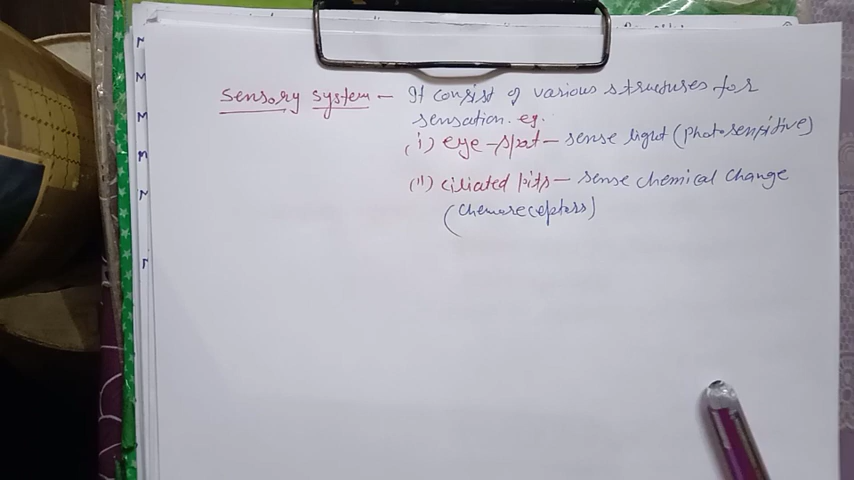 Sensory system - It consist of various structures for
sensation. eg.
(i) eye-spot - sense light (photosensitive)
(ii) ciliated pits - sense chemical change
(chemoreceptors)